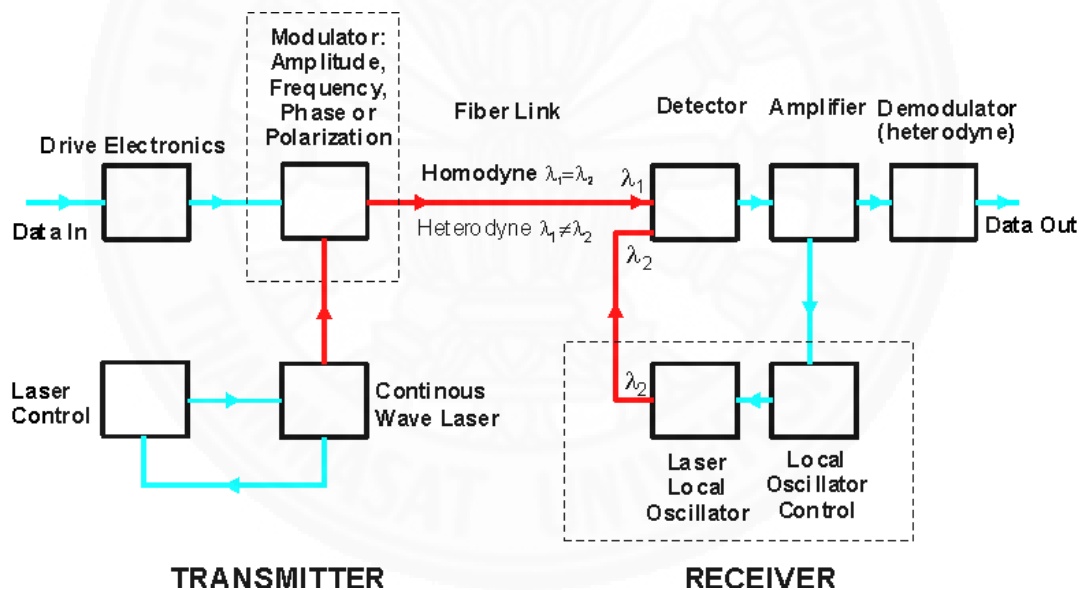 Modulator:
Amplitude,
Frequency,
Phase or
Polarization
Drive Electronics
Data In
Fiber Link
Homodyne λ₁=λ₂
Heterodyne λ₁≠λ₂
λ₁
λ₂
Detector
Amplifier
Demodulator
(heterodyne)
Data Out
Laser
Control
Continous
Wave Laser
λ₂
Laser
Local
Oscillator
Local
Oscillator
Control
TRANSMITTER
RECEIVER